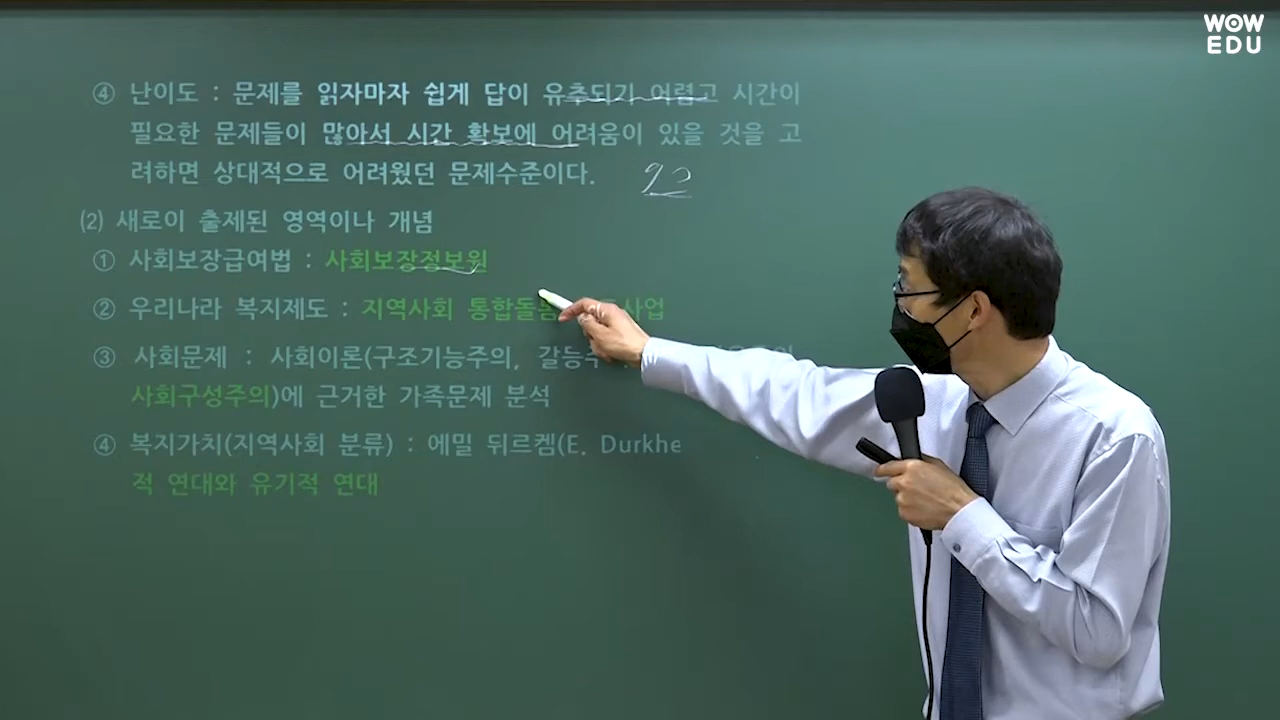 WOW
EDU
④ 난이도 : 문제를 읽자마자 쉽게 답이 유추되기 어렵고 시간이
필요한 문제들이 많아서 시간 확보에 어려움이 있을 것을 고
려하면 상대적으로 어려웠던 문제수준이다.
(2) 새로이 출제된 영역이나 개념
① 사회보장급여법 : 사회보장정보원
② 우리나라 복지제도 : 지역사회 사업
③ 사회문제 : 사회이론(구조기능주의,
사회구성주의)에 근거한 가족문제 분석
④ 복지가치(지역사회 분류) : 에밀 뒤르켐(E. Durkhe
적 연대와 유기적 연대